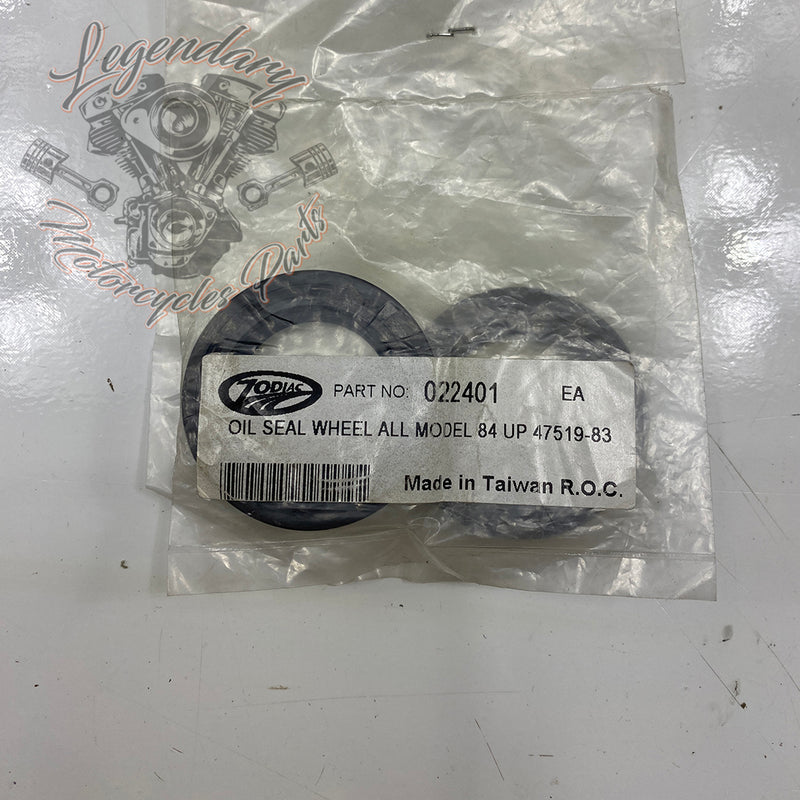 Legendary
Motorcycles Parts
ZODIAC PART NO: 022401 EA
OIL SEAL WHEEL ALL MODEL 84 UP 47519-83
Made in Taiwan R.O.C.